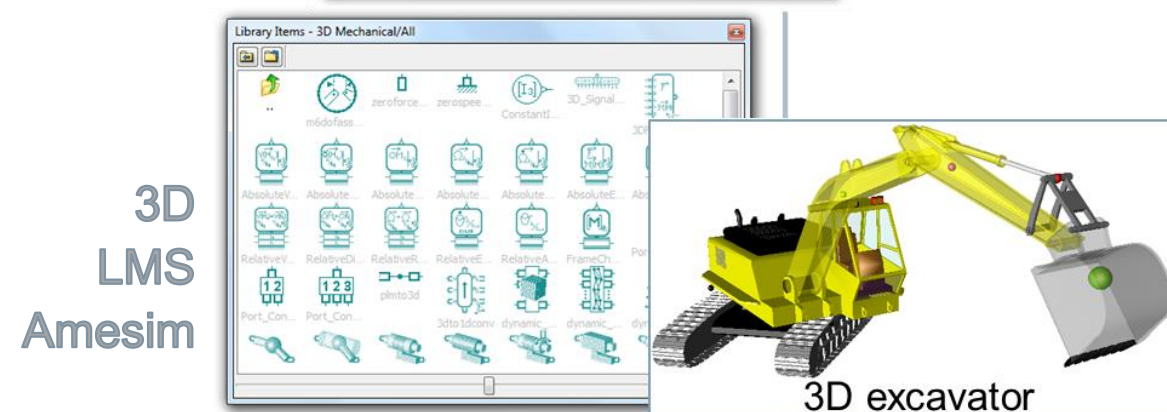 3D
LMS
Amesim
Library Items - 3D Mechanical/All
..
m6dofass...
zeroforce...
zerospee...
ConstantI...
3D_Signal...
AbsoluteV...
Absolute...
Absolute...
Absolute...
AbsoluteE...
RelativeV...
RelativeDi...
RelativeR...
RelativeE...
RelativeA...
FrameCh...
Port_Con...
Port_Con...
plmto3d
3dto1dconv
dynamic_...
dynamic_...
3D excavator